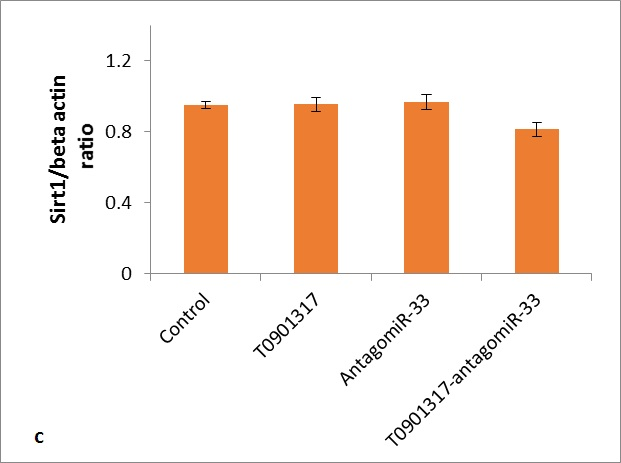 Sirt1/beta actin
ratio
1.2
0.8
0.4
0
Control
T0901317
AntagomiR-33
T0901317-antagomiR-33
C